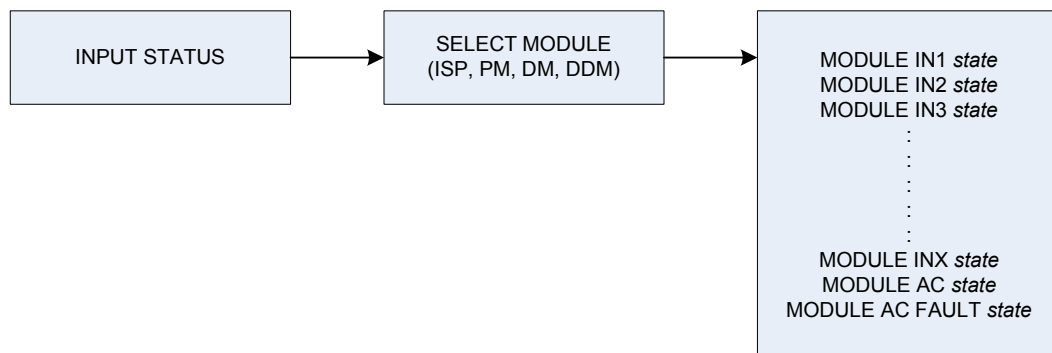 INPUT STATUS
SELECT MODULE
(ISP, PM, DM, DDM)
MODULE IN1 state
MODULE IN2 state
MODULE IN3 state
:
:
:
:
:
MODULE INX state
MODULE AC state
MODULE AC FAULT state